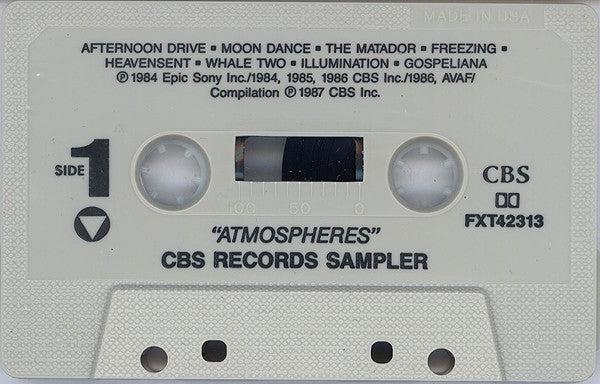 MADE IN USA
AFTERNOON DRIVE ▪ MOON DANCE ▪ THE MATADOR ▪ FREEZING ▪
HEAVENSENT ▪ WHALE TWO ▪ ILLUMINATION ▪ GOSPELIANA
℗ 1984 Epic Sony Inc./1984, 1985, 1986 CBS Inc./1986, AVAF/
Compilation ℗ 1987 CBS Inc.
SIDE 1
100 50 0
CBS
FXT42313
"ATMOSPHERES"
CBS RECORDS SAMPLER